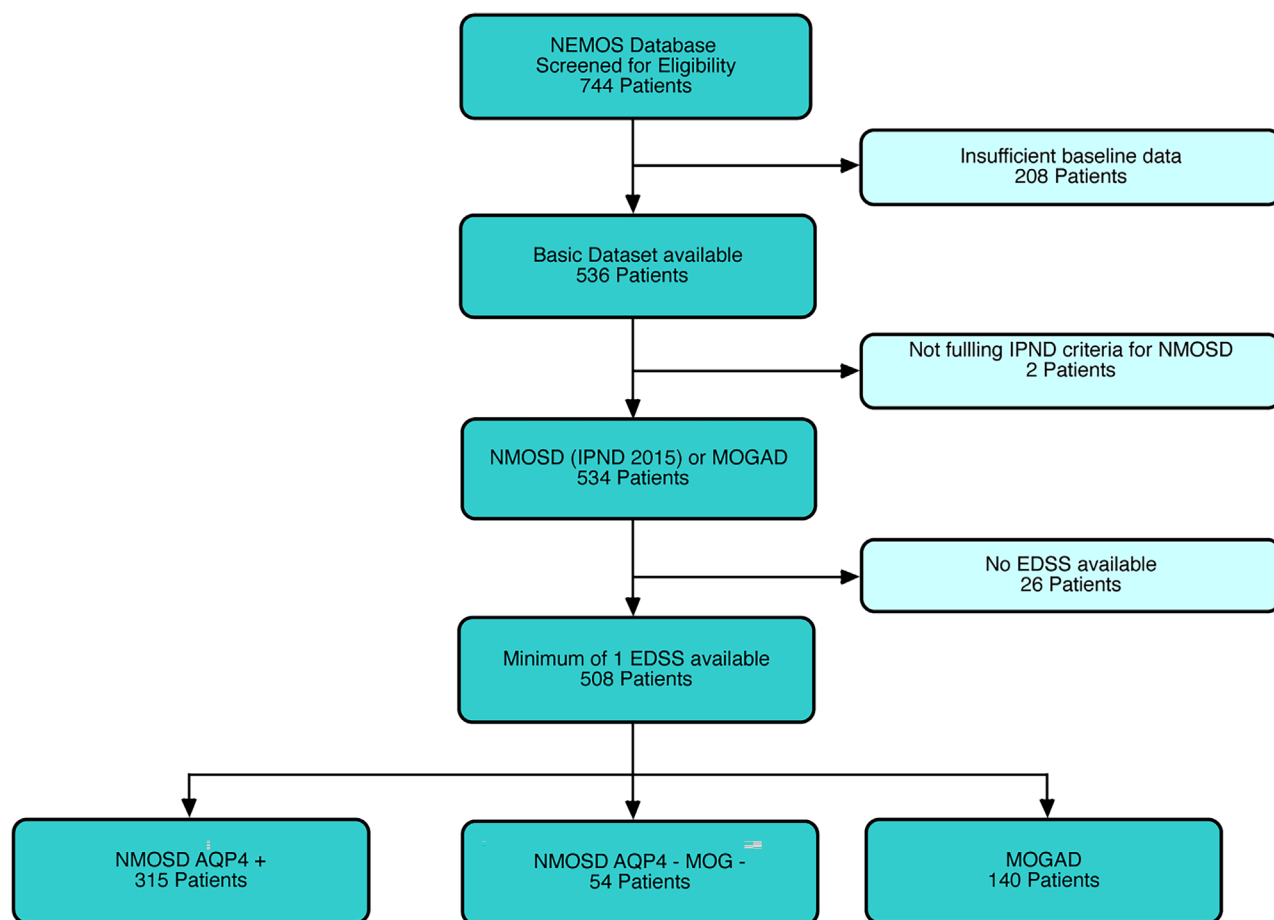 NEMOS Database
Screened for Eligibility
744 Patients
Insufficient baseline data
208 Patients
Basic Dataset available
536 Patients
Not fullling IPND criteria for NMOSD
2 Patients
NMOSD (IPND 2015) or MOGAD
534 Patients
No EDSS available
26 Patients
Minimum of 1 EDSS available
508 Patients
NMOSD AQP4 +
315 Patients
NMOSD AQP4 - MOG -
54 Patients
MOGAD
140 Patients